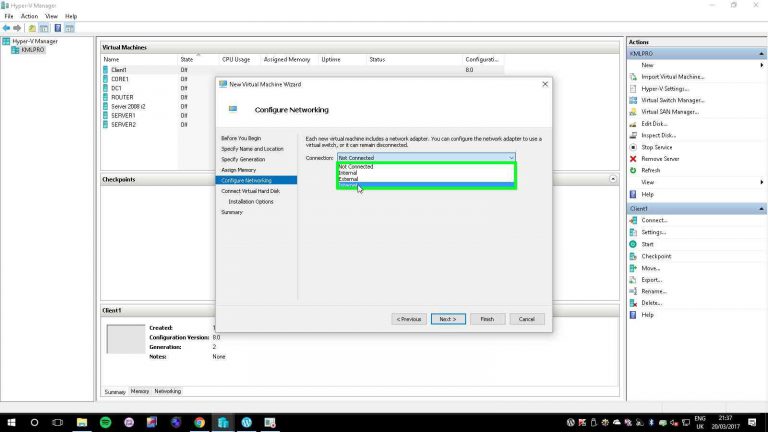 Hyper-V Manager
File Action View Help
Hyper-V Manager
KMLPRO
Virtual Machines
Name State CPU Usage Assigned Memory Uptime Status Configurati...
Client1 Off 8.0
CORE1 Off
DC1 Off
ROUTER Off
Server 2008 r2 Off
SERVER1 Off
SERVER2 Off
Checkpoints
Client1
Created:
Configuration Version: 8.0
Generation: 2
Notes: None
Summary Memory Networking
New Virtual Machine Wizard
Configure Networking
Before You Begin
Specify Name and Location
Specify Generation
Assign Memory
Configure Networking
Connect Virtual Hard Disk
Installation Options
Summary
Each new virtual machine includes a network adapter. You can configure the network adapter to use a
virtual switch, or it can remain disconnected.
Connection: Not Connected
Not Connected
Internal
External
< Previous Next > Finish Cancel
Actions
KMLPRO
New
Import Virtual Machine...
Hyper-V Settings...
Virtual Switch Manager...
Virtual SAN Manager...
Edit Disk...
Inspect Disk...
Stop Service
Remove Server
Refresh
View
Help
Client1
Connect...
Settings...
Start
Checkpoint
Move...
Export...
Rename...
Delete...
Help
ENG
UK
21:37
20/03/2017